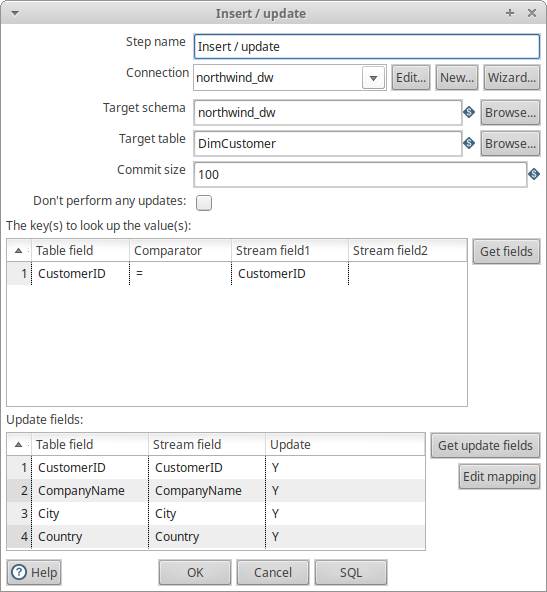 Insert / update
Step name Insert / update
Connection northwind_dw Edit... New... Wizard...
Target schema northwind_dw Browse...
Target table DimCustomer Browse...
Commit size 100
Don't perform any updates:
The key(s) to look up the value(s):
Table field Comparator Stream field1 Stream field2 Get fields
1 CustomerID = CustomerID
Update fields:
Table field Stream field Update Get update fields
1 CustomerID CustomerID Y Edit mapping
2 CompanyName CompanyName Y
3 City City Y
4 Country Country Y
Help OK Cancel SQL